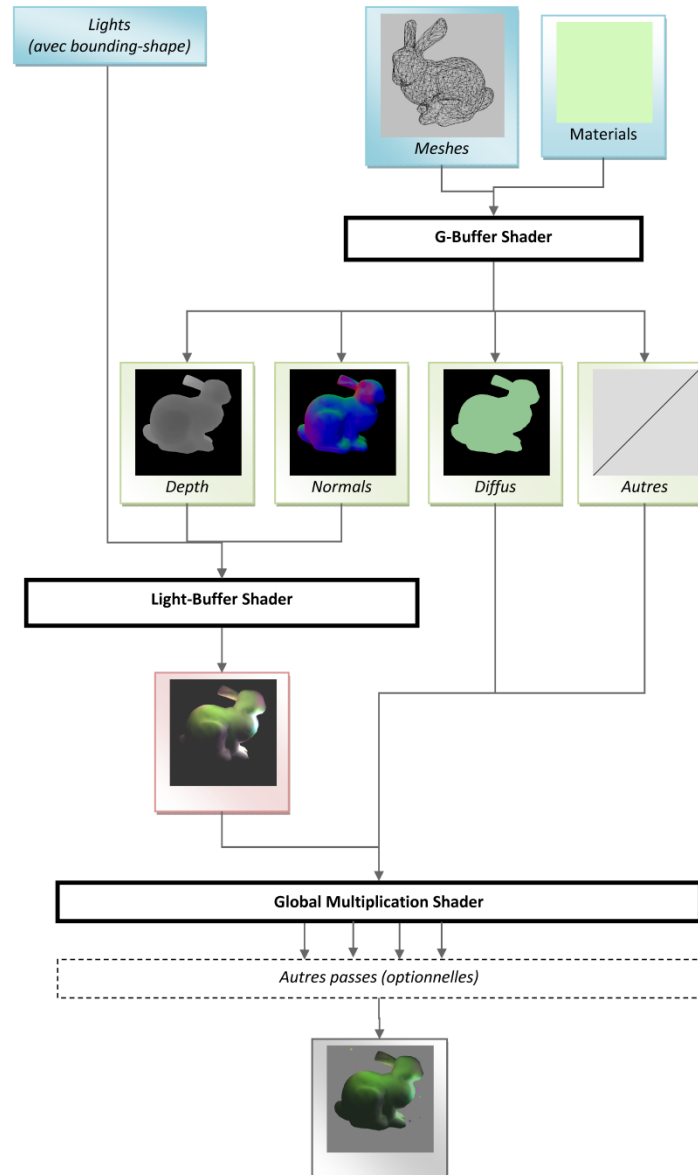 Lights
(avec bounding-shape)
Meshes
Materials
G-Buffer Shader
Depth
Normals
Diffus
Autres
Light-Buffer Shader
Global Multiplication Shader
Autres passes (optionnelles)